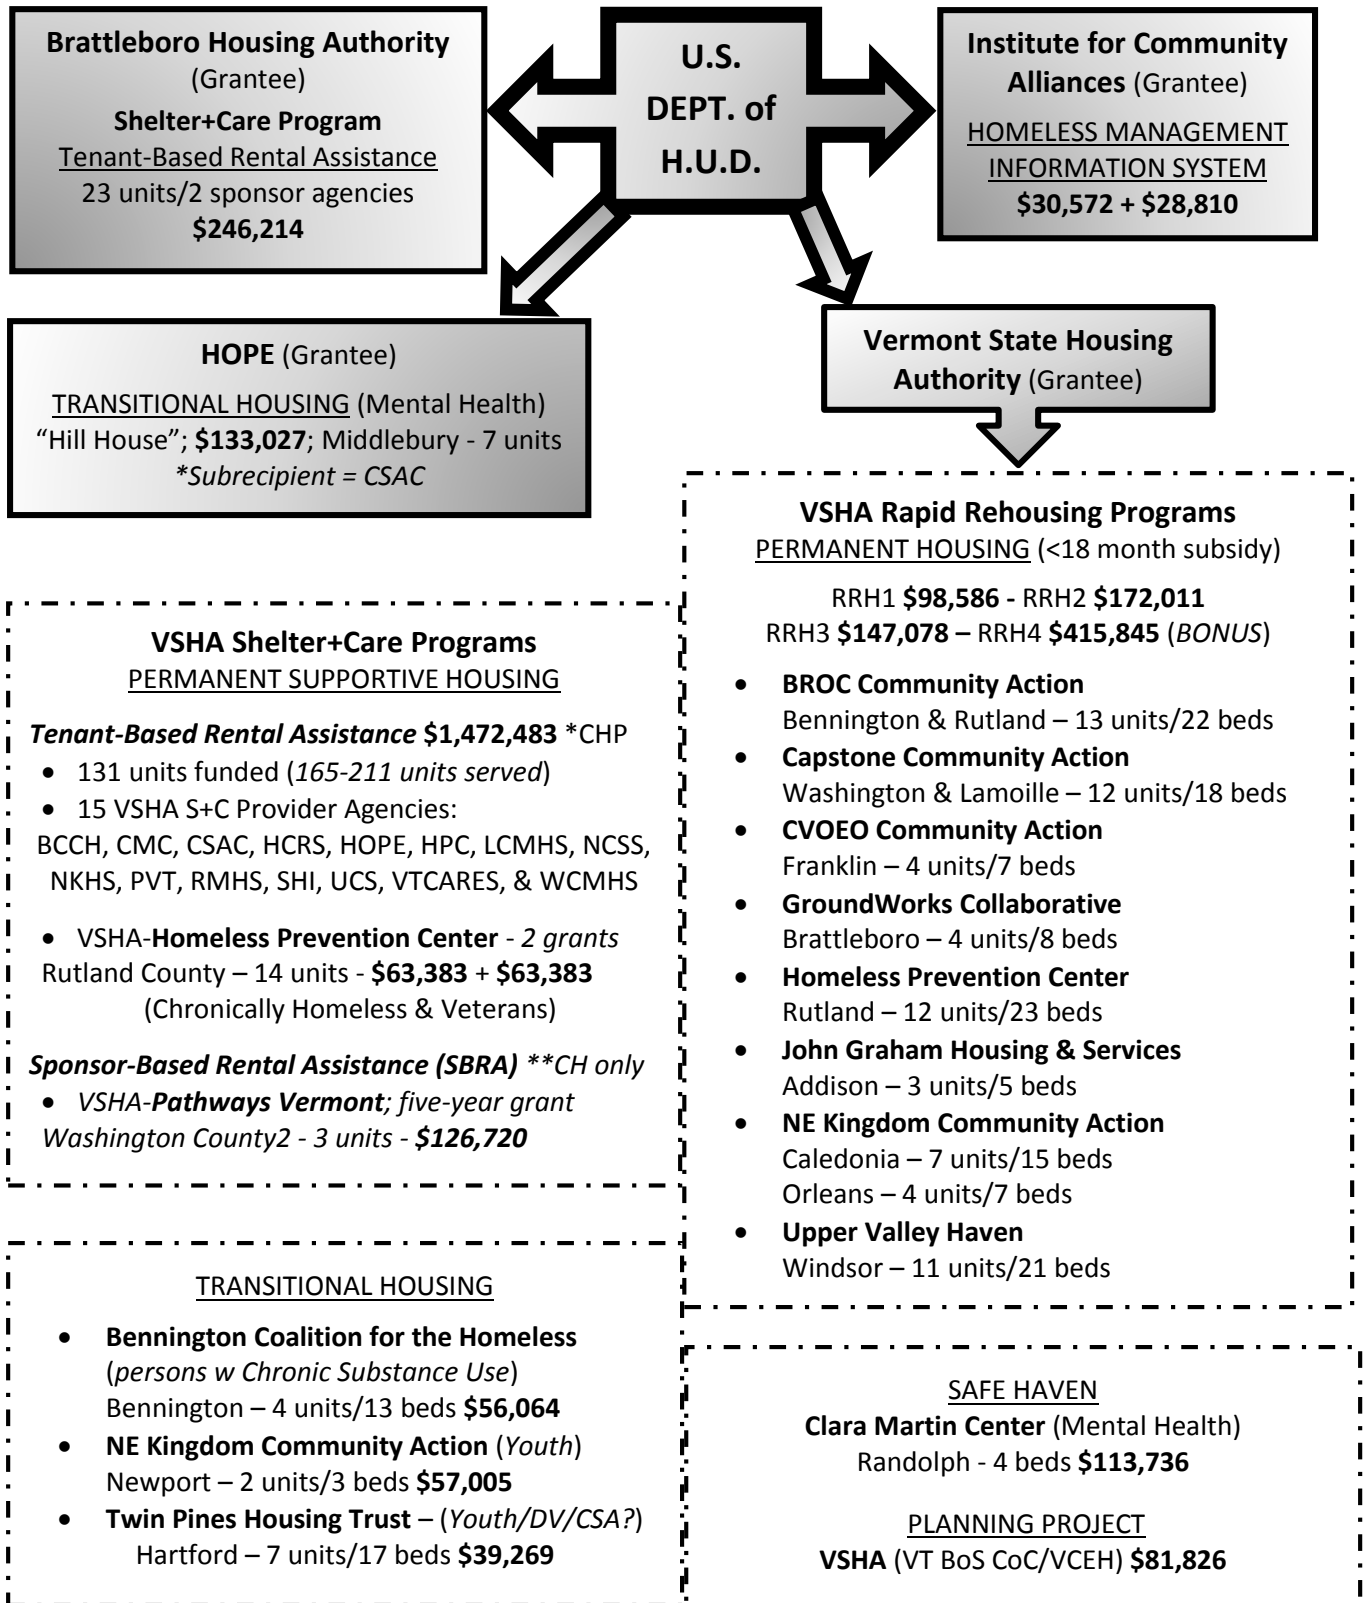 Brattleboro Housing Authority
(Grantee)
Shelter+Care Program
Tenant-Based Rental Assistance
23 units/2 sponsor agencies
$246,214
U.S.
DEPT. of
H.U.D.
Institute for Community
Alliances (Grantee)
HOMELESS MANAGEMENT
INFORMATION SYSTEM
$30,572 + $28,810
HOPE (Grantee)
TRANSITIONAL HOUSING (Mental Health)
“Hill House”; $133,027; Middlebury - 7 units
*Subrecipient = CSAC
Vermont State Housing
Authority (Grantee)
VSHA Shelter+Care Programs
PERMANENT SUPPORTIVE HOUSING
Tenant-Based Rental Assistance $1,472,483 *CHP
• 131 units funded (165-211 units served)
• 15 VSHA S+C Provider Agencies:
BCCH, CMC, CSAC, HCRS, HOPE, HPC, LCMHS, NCSS,
NKHS, PVT, RMHS, SHI, UCS, VTCARES, & WCMHS
• VSHA-Homeless Prevention Center - 2 grants
Rutland County – 14 units - $63,383 + $63,383
(Chronically Homeless & Veterans)
Sponsor-Based Rental Assistance (SBRA) **CH only
• VSHA-Pathways Vermont; five-year grant
Washington County2 - 3 units - $126,720
VSHA Rapid Rehousing Programs
PERMANENT HOUSING (<18 month subsidy)
RRH1 $98,586 - RRH2 $172,011
RRH3 $147,078 – RRH4 $415,845 (BONUS)
• BROC Community Action
Bennington & Rutland – 13 units/22 beds
• Capstone Community Action
Washington & Lamoille – 12 units/18 beds
• CVOEO Community Action
Franklin – 4 units/7 beds
• GroundWorks Collaborative
Brattleboro – 4 units/8 beds
• Homeless Prevention Center
Rutland – 12 units/23 beds
• John Graham Housing & Services
Addison – 3 units/5 beds
• NE Kingdom Community Action
Caledonia – 7 units/15 beds
Orleans – 4 units/7 beds
• Upper Valley Haven
Windsor – 11 units/21 beds
TRANSITIONAL HOUSING
• Bennington Coalition for the Homeless
(persons w Chronic Substance Use)
Bennington – 4 units/13 beds $56,064
• NE Kingdom Community Action (Youth)
Newport – 2 units/3 beds $57,005
• Twin Pines Housing Trust – (Youth/DV/CSA?)
Hartford – 7 units/17 beds $39,269
SAFE HAVEN
Clara Martin Center (Mental Health)
Randolph - 4 beds $113,736
PLANNING PROJECT
VSHA (VT BoS CoC/VCEH) $81,826